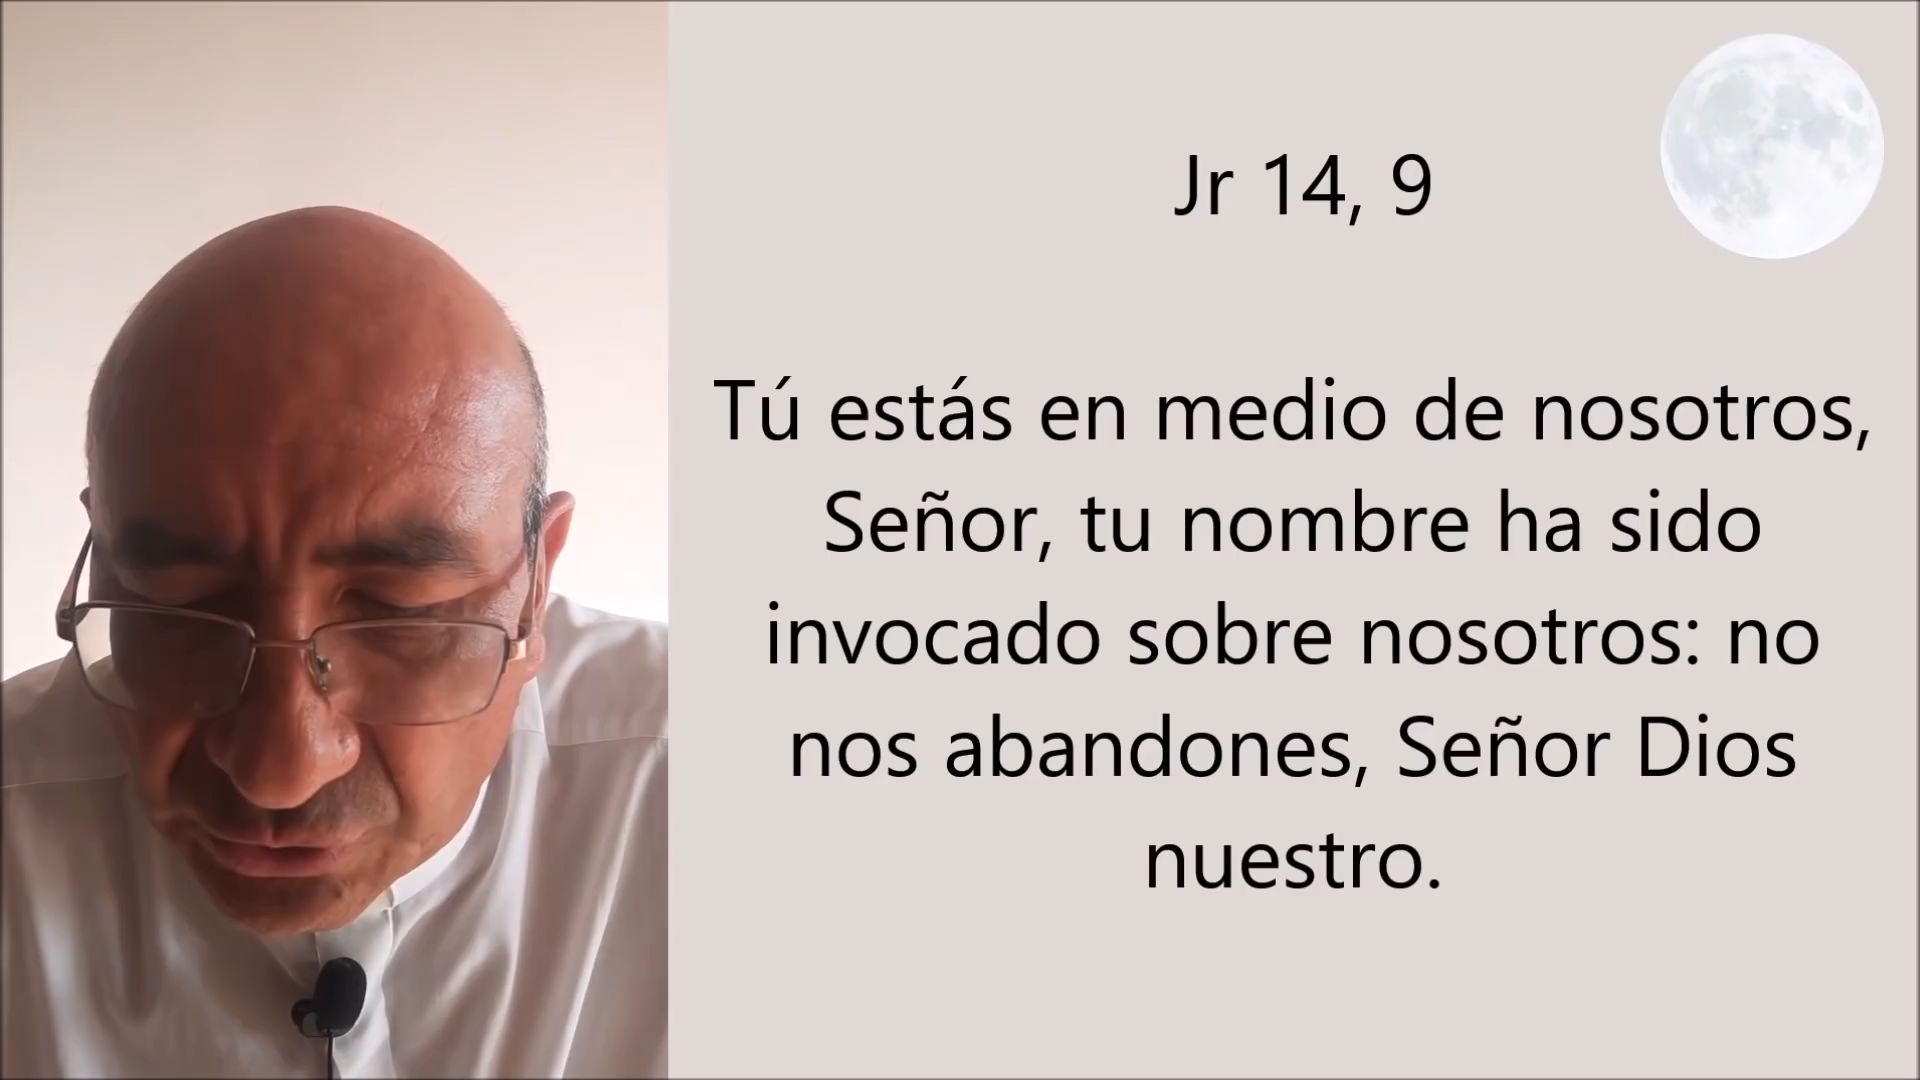 Jr 14, 9
Tú estás en medio de nosotros,
Señor, tu nombre ha sido
invocado sobre nosotros: no
nos abandones, Señor Dios
nuestro.